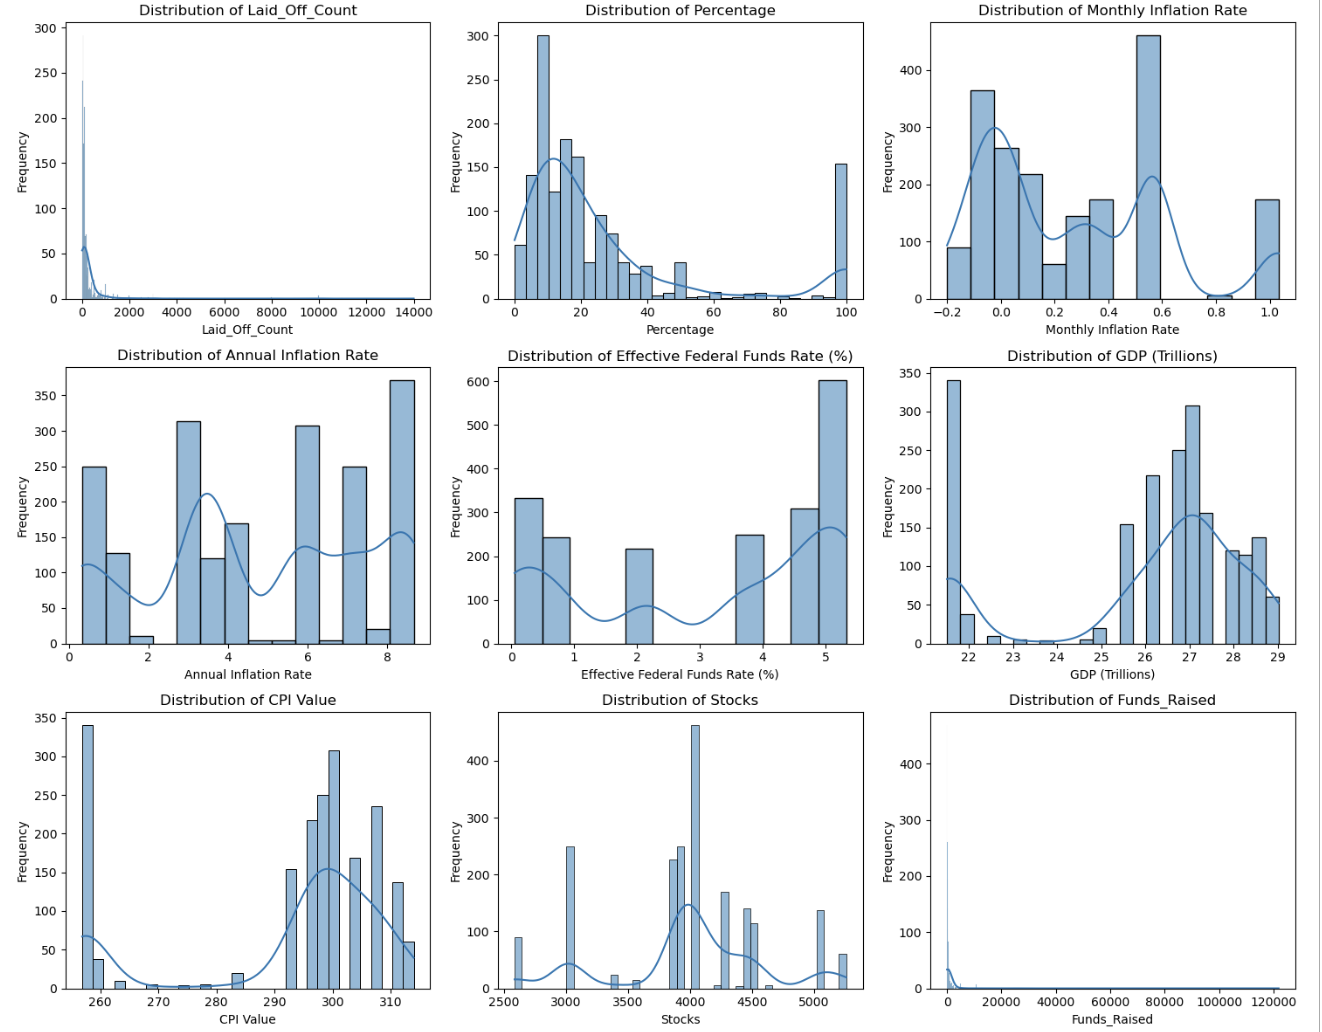 Distribution of Laid_Off_Count
Distribution of Percentage
Distribution of Monthly Inflation Rate
Frequency
300
250
200
150
100
50
0
0 2000 4000 6000 8000 10000 12000 14000
Laid_Off_Count
Frequency
300
250
200
150
100
50
0
0 20 40 60 80 100
Percentage
Frequency
400
300
200
100
0
−0.2 0.0 0.2 0.4 0.6 0.8 1.0
Monthly Inflation Rate
Distribution of Annual Inflation Rate
Distribution of Effective Federal Funds Rate (%)
Distribution of GDP (Trillions)
Frequency
350
300
250
200
150
100
50
0
0 2 4 6 8
Annual Inflation Rate
Frequency
600
500
400
300
200
100
0
0 1 2 3 4 5
Effective Federal Funds Rate (%)
Frequency
350
300
250
200
150
100
50
0
22 23 24 25 26 27 28 29
GDP (Trillions)
Distribution of CPI Value
Distribution of Stocks
Distribution of Funds_Raised
Frequency
350
300
250
200
150
100
50
0
260 270 280 290 300 310
CPI Value
Frequency
400
300
200
100
0
2500 3000 3500 4000 4500 5000
Stocks
Frequency
400
300
200
100
0
0 20000 40000 60000 80000 100000 120000
Funds_Raised